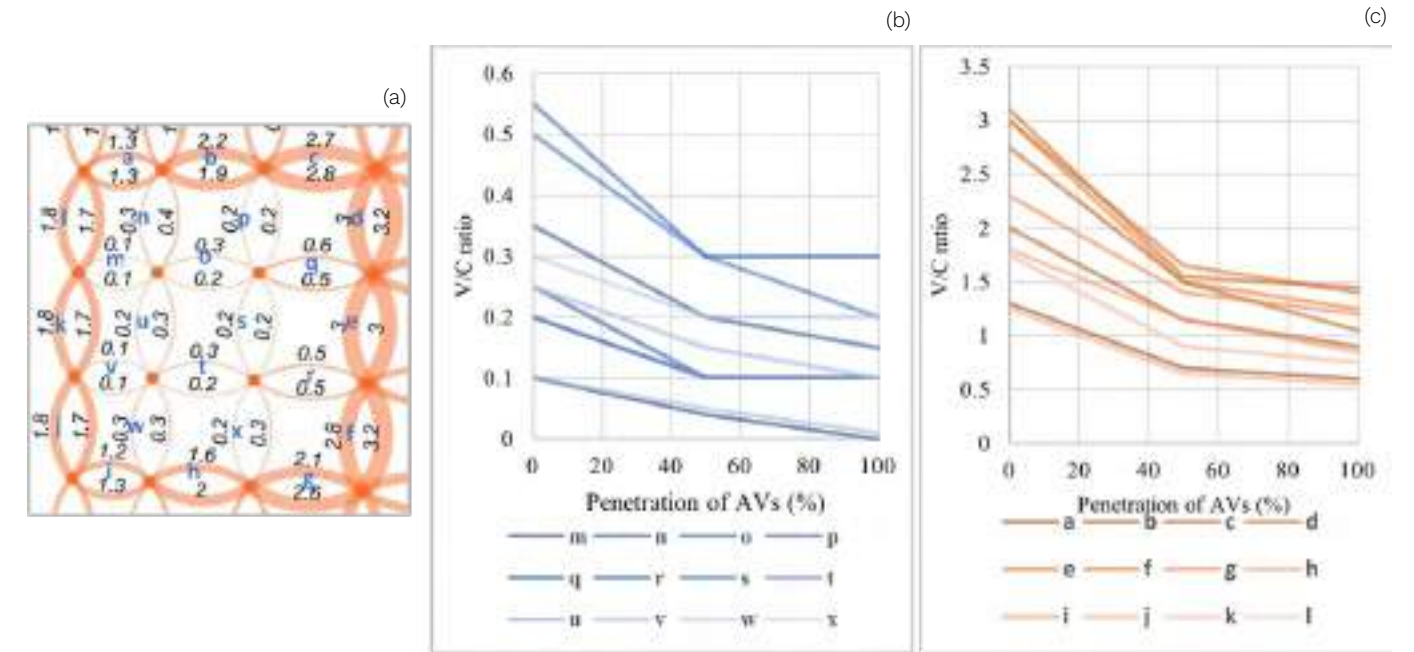 (a)
1.3 2.2 2.7
a b c
1.3 1.9 2.8
1.8 1.7 0.3 n 0.4 0.2 p 0.2 3 d 3.2
0.1 0.3 0.6
m o g
0.1 0.2 0.5
1.8 k 1.7 0.2 u 0.3 0.2 s 0.2 3 e 3
0.1 0.3 0.5
v t r
0.1 0.2 0.5
1.8 1.7 0.3 w 0.3 0.2 x 0.3 2.8 f 3.2
1.2 1.6 2.1
j h g
1.3 2 2.6
(b)
V/C ratio
0.6
0.5
0.4
0.3
0.2
0.1
0
0 20 40 60 80 100
Penetration of AVs (%)
m n o p
q r s t
u v w x
(c)
V/C ratio
3.5
3
2.5
2
1.5
1
0.5
0
0 20 40 60 80 100
Penetration of AVs (%)
a b c d
e f g h
i j k l